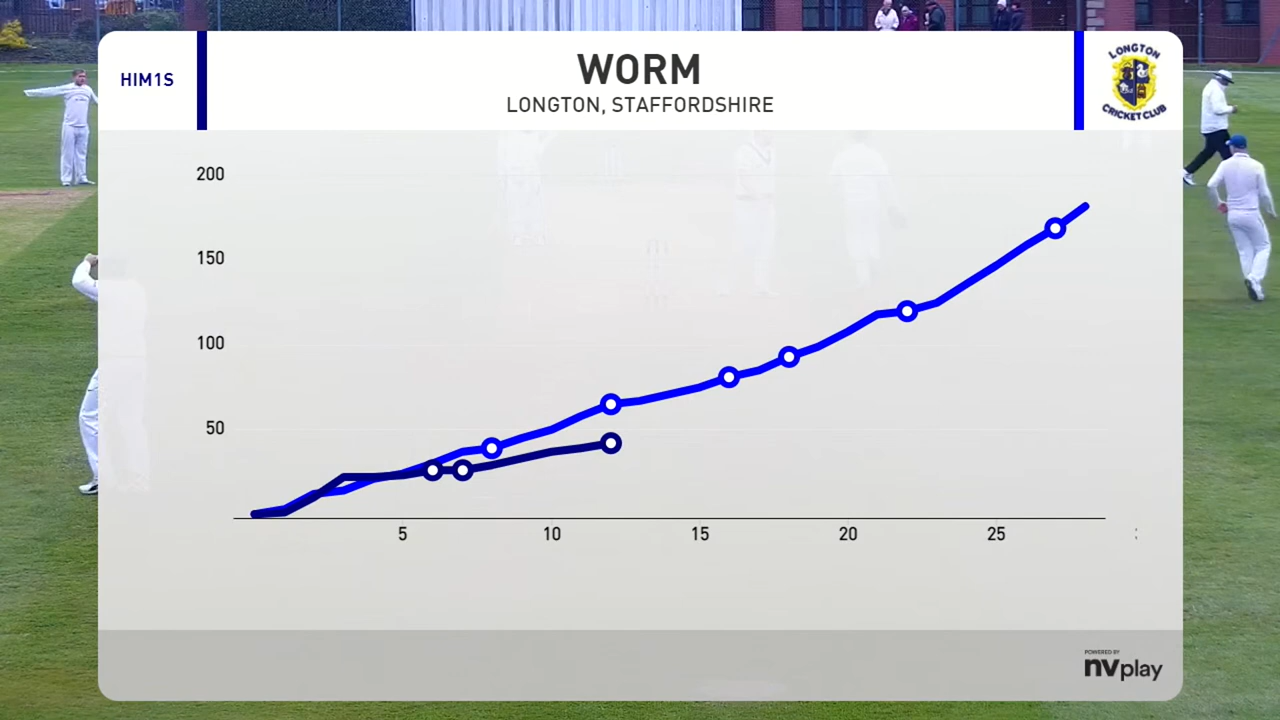 HIM1S
WORM
LONGTON, STAFFORDSHIRE
LONGTON
CRICKET CLUB
200
150
100
50
5
10
15
20
25
POWERED BY
nvplay